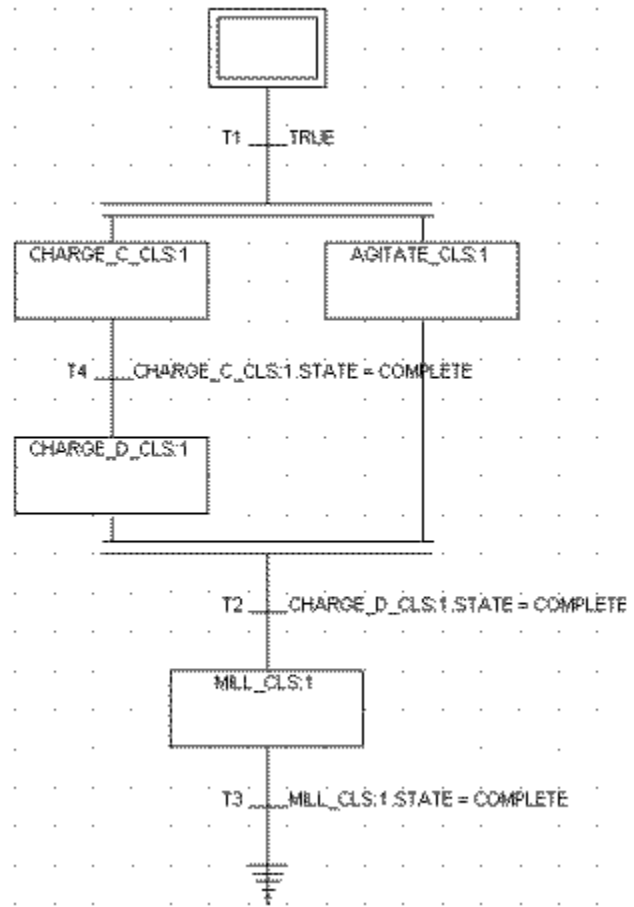 T1 TRUE
CHARGE_C_CLS:1 AGITATE_CLS:1
T4 CHARGE_C_CLS:1.STATE = COMPLETE
CHARGE_D_CLS:1
T2 CHARGE_D_CLS:1.STATE = COMPLETE
MILL_CLS:1
T3 MILL_CLS:1.STATE = COMPLETE